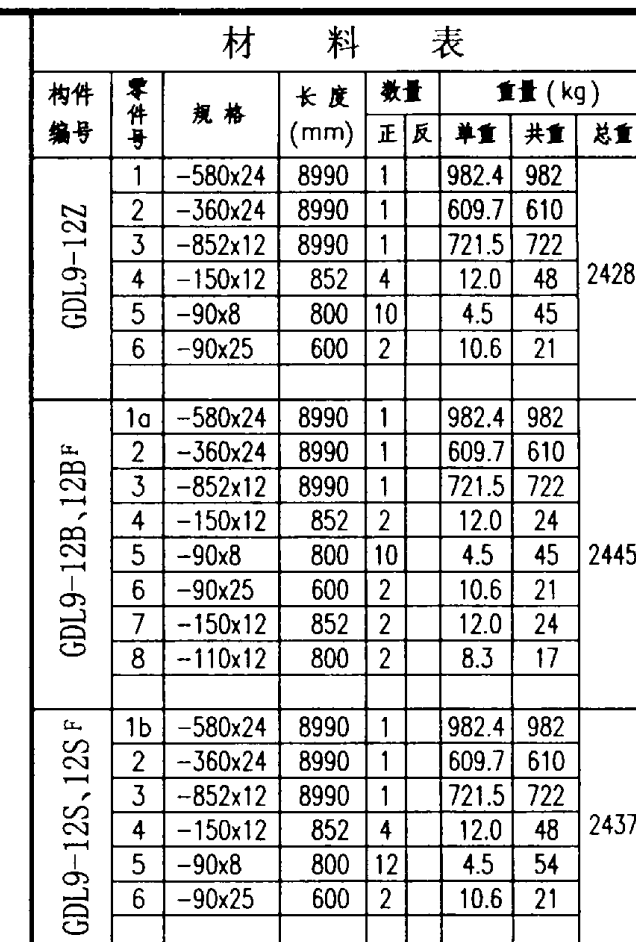 材 料 表
构件编号 零件号 规格 长度(mm) 数量 重量(kg)
正 反 单重 共重 总重
GDL9-12Z
1 -580x24 8990 1 982.4 982
2 -360x24 8990 1 609.7 610
3 -852x12 8990 1 721.5 722
4 -150x12 852 4 12.0 48 2428
5 -90x8 800 10 4.5 45
6 -90x25 600 2 10.6 21
GDL9-12B、12BF
1a -580x24 8990 1 982.4 982
2 -360x24 8990 1 609.7 610
3 -852x12 8990 1 721.5 722
4 -150x12 852 2 12.0 24
5 -90x8 800 10 4.5 45 2445
6 -90x25 600 2 10.6 21
7 -150x12 852 2 12.0 24
8 -110x12 800 2 8.3 17
GDL9-12S、12SF
1b -580x24 8990 1 982.4 982
2 -360x24 8990 1 609.7 610
3 -852x12 8990 1 721.5 722
4 -150x12 852 4 12.0 48 2437
5 -90x8 800 12 4.5 54
6 -90x25 600 2 10.6 21